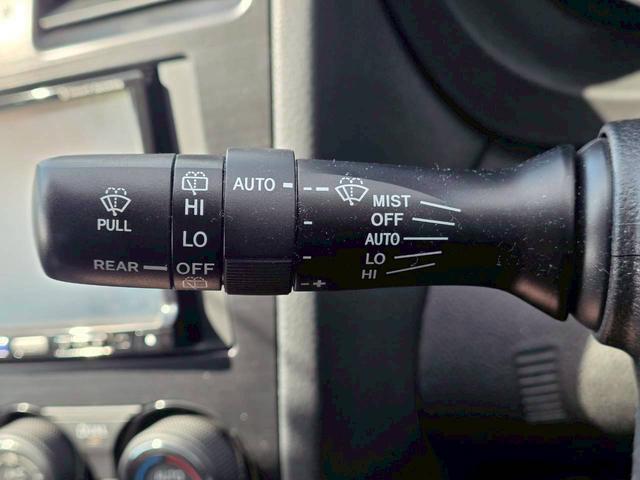 PULL
REAR
HI
LO
OFF
AUTO
- +
MIST
OFF
AUTO
LO
HI